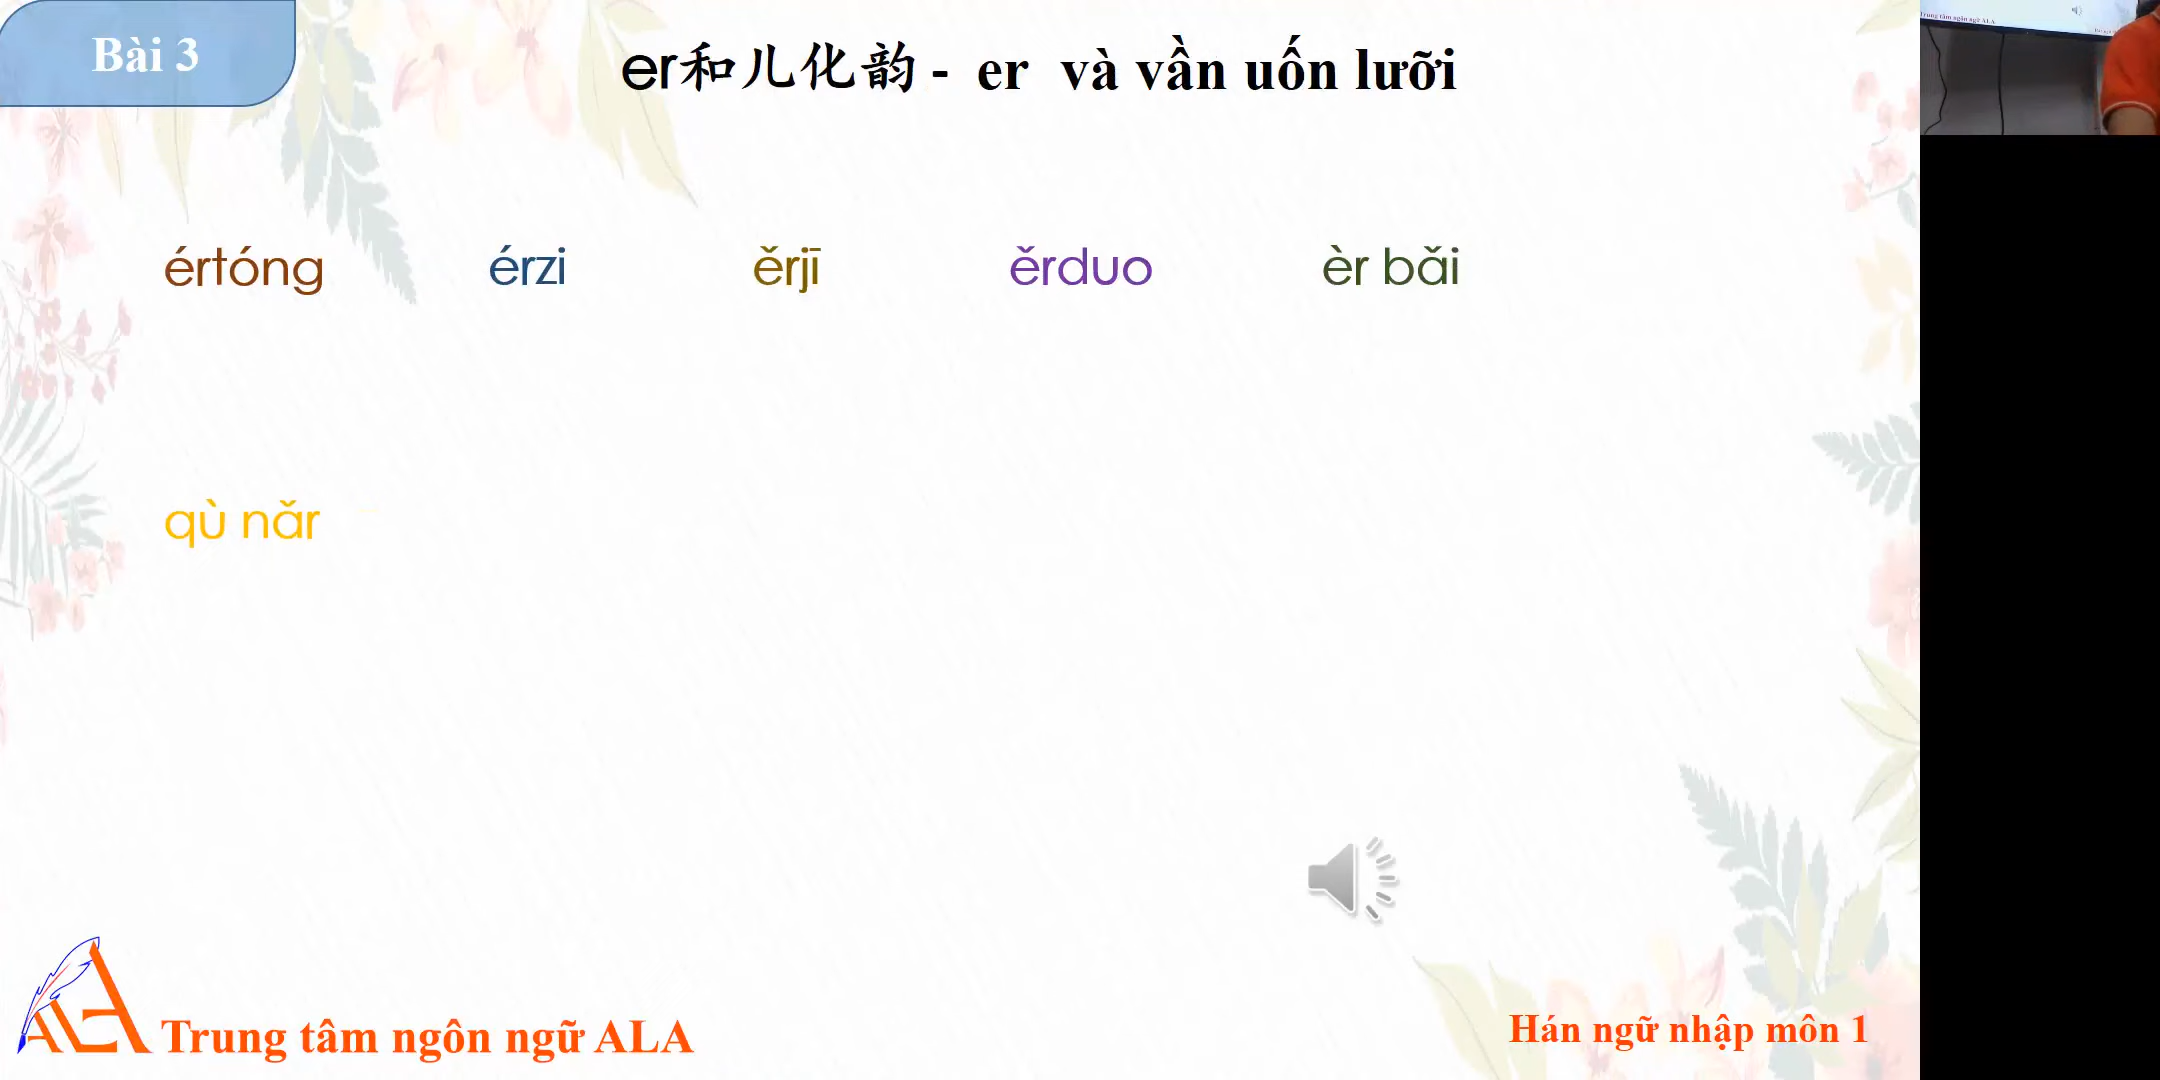 Bài 3
er和儿化韵 - er và vần uốn lưỡi
értóng érzi ěrjī ěrduo èr bǎi
qù nǎr
Trung tâm ngôn ngữ ALA
Hán ngữ nhập môn 1